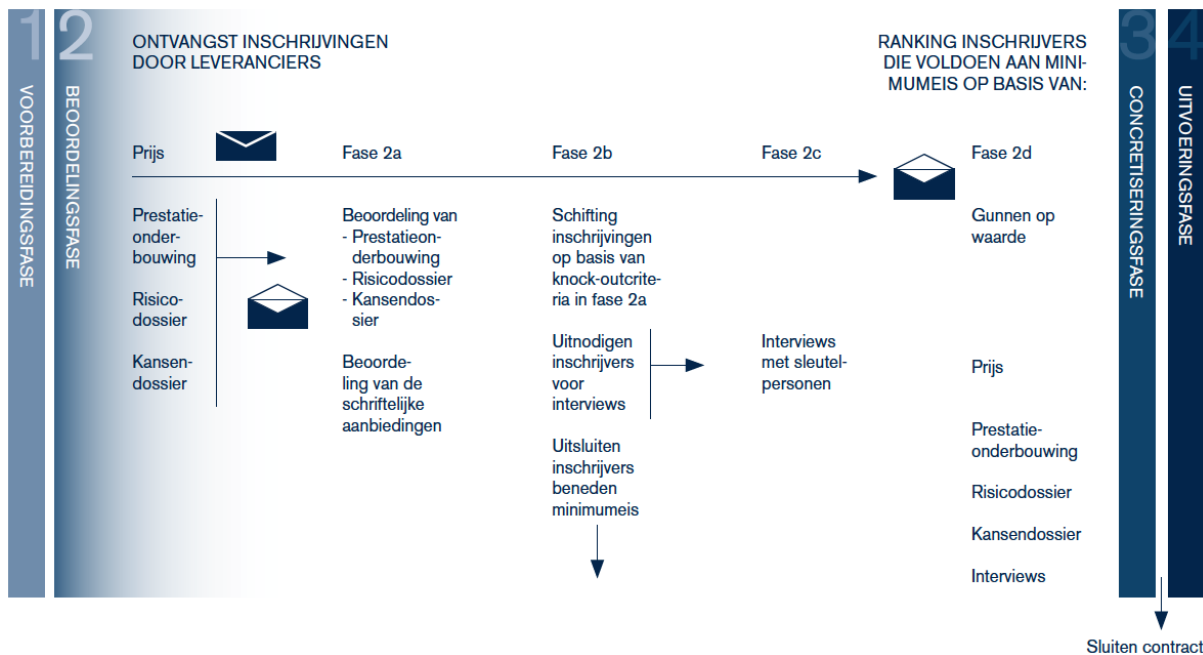 1
VOORBEREIDINGSFASE
2
BEOORDELINGSFASE
ONTVANGST INSCHRIJVINGEN
DOOR LEVERANCIERS
RANKING INSCHRIJVERS
DIE VOLDOEN AAN MINI-
MUMEIS OP BASIS VAN:
Prijs
Fase 2a
Fase 2b
Fase 2c
Fase 2d
Prestatie-
onder-
bouwing
Risico-
dossier
Kansen-
dossier
Beoordeling van
- Prestatieon-
derbouwing
- Risicodossier
- Kansendos-
sier
Beoorde-
ling van de
schriftelijke
aanbiedingen
Schifting
inschrijvingen
op basis van
knock-outcrite-
ria in fase 2a
Uitnodigen
inschrijvers
voor
interviews
Uitsluiten
inschrijvers
beneden
minimumeis
Interviews
met sleutel-
personen
Gunnen op
waarde
Prijs
Prestatie-
onderbouwing
Risicodossier
Kansendossier
Interviews
3
CONCRETISERINGSFASE
4
UITVOERINGSFASE
Sluiten contract